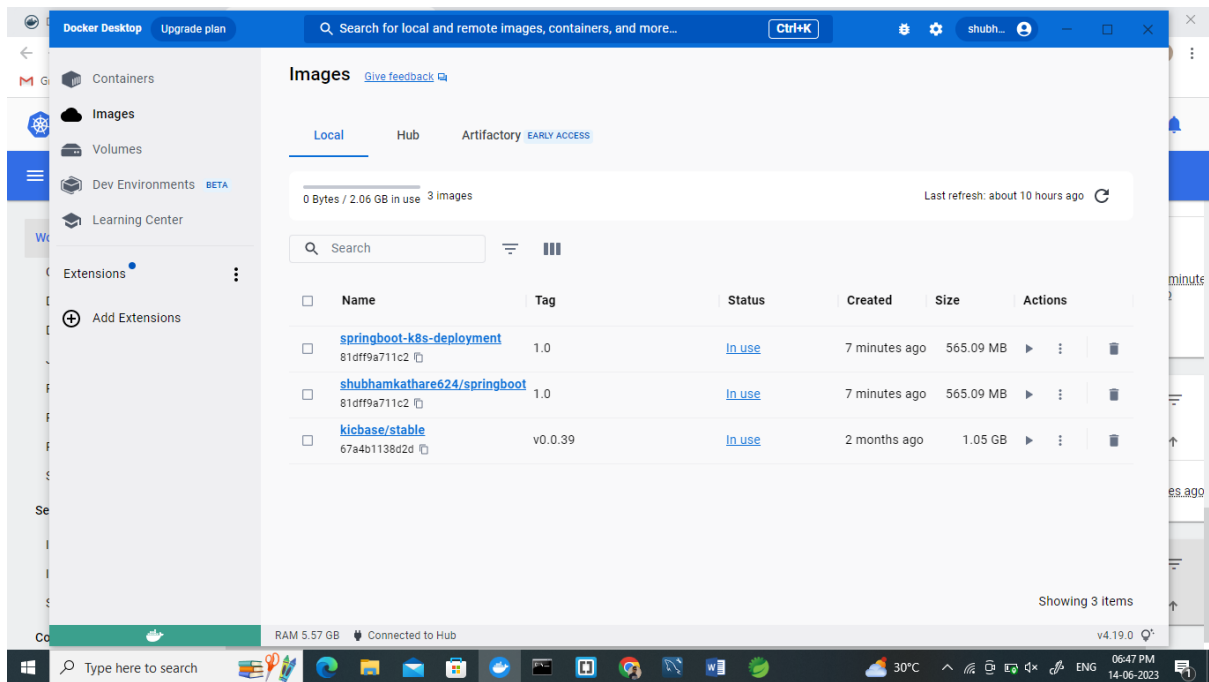 Docker Desktop Upgrade plan Search for local and remote images, containers, and more... Ctrl+K shubh...
Containers
Images
Volumes
Dev Environments BETA
Learning Center
Extensions
Add Extensions
Images Give feedback
Local Hub Artifactory EARLY ACCESS
0 Bytes / 2.06 GB in use 3 images Last refresh: about 10 hours ago
Search
Name Tag Status Created Size Actions
springboot-k8s-deployment
81dff9a711c2
1.0 In use 7 minutes ago 565.09 MB
shubhamkathare624/springboot
81dff9a711c2
1.0 In use 7 minutes ago 565.09 MB
kicbase/stable
67a4b1138d2d
v0.0.39 In use 2 months ago 1.05 GB
Showing 3 items
RAM 5.57 GB Connected to Hub v4.19.0
minute
es ago
Se
Co
Type here to search 30°C ENG 06:47 PM
14-06-2023